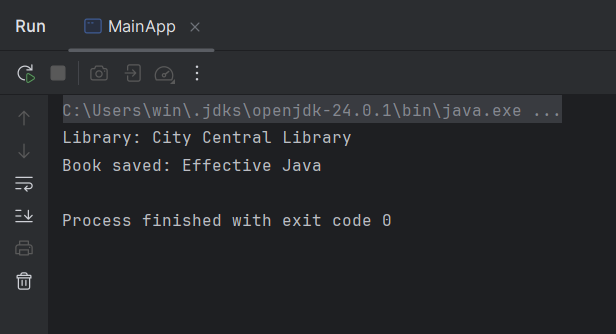 Run MainApp
C:\Users\win\.jdks\openjdk-24.0.1\bin\java.exe ...
Library: City Central Library
Book saved: Effective Java
Process finished with exit code 0